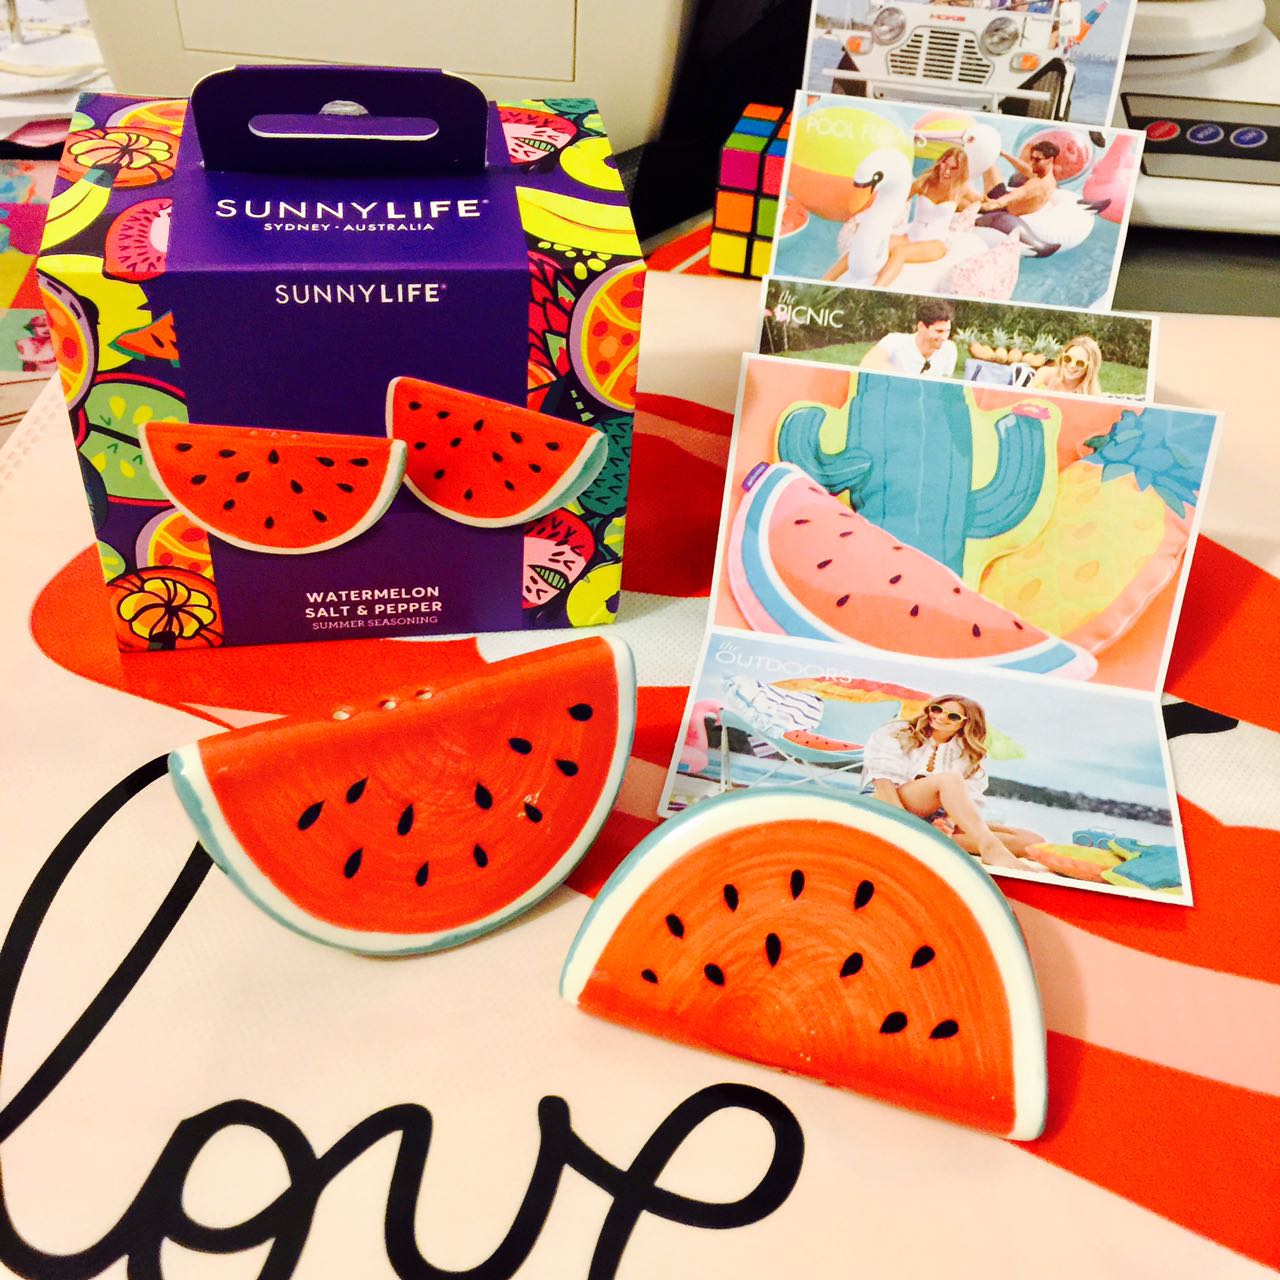 SUNNYLIFE®
SYDNEY • AUSTRALIA
SUNNYLIFE®
WATERMELON
SALT & PEPPER
SUMMER SEASONING
POOL
the
PICNIC
the
OUTDOORS
love